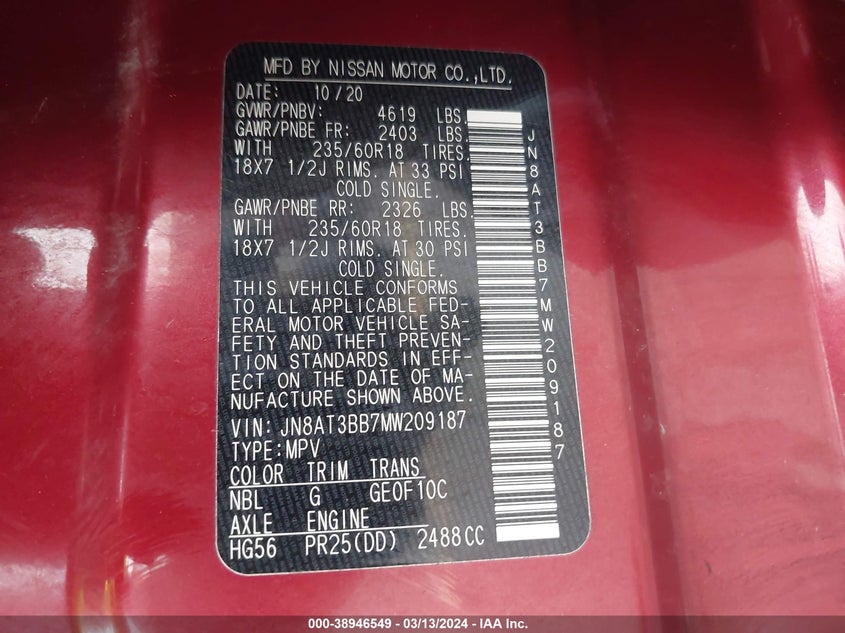 MFD BY NISSAN MOTOR CO.,LTD.
DATE: 10/20
GVWR/PNBV: 4619 LBS.
GAWR/PNBE FR: 2403 LBS.
WITH 235/60R18 TIRES.
18X7 1/2J RIMS. AT 33 PSI
COLD SINGLE.
GAWR/PNBE RR: 2326 LBS.
WITH 235/60R18 TIRES.
18X7 1/2J RIMS. AT 30 PSI
COLD SINGLE.
THIS VEHICLE CONFORMS
TO ALL APPLICABLE FED-
ERAL MOTOR VEHICLE SA-
FETY AND THEFT PREVEN-
TION STANDARDS IN EFF-
ECT ON THE DATE OF MA-
NUFACTURE SHOWN ABOVE.
VIN: JN8AT3BB7MW209187
TYPE:MPV
COLOR TRIM TRANS
NBL G GE0F10C
AXLE ENGINE
HG56 PR25(DD) 2488CC
JN8AT3BB7MW209187
000-38946549 - 03/13/2024 - IAA Inc.